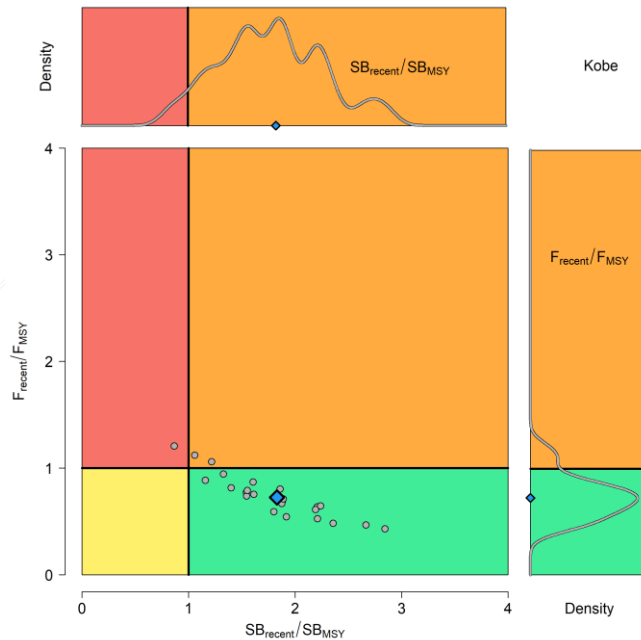 Density
SBrecent/SBMSY
Kobe
4
3
2
1
0
Frecent/FMSY
Frecent/FMSY
0
1
2
3
4
SBrecent/SBMSY
Density